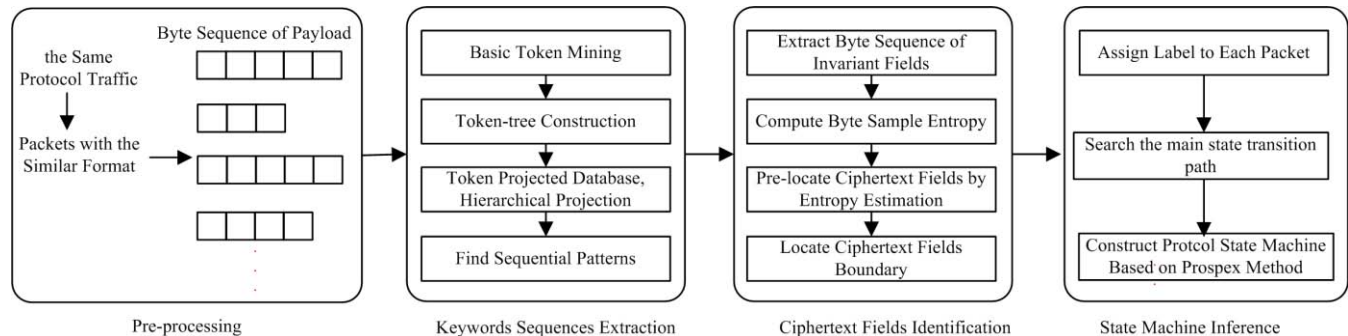 Byte Sequence of Payload
the Same
Protocol Traffic
Packets with the
Similar Format
Pre-processing
Basic Token Mining
Token-tree Construction
Token Projected Database,
Hierarchical Projection
Find Sequential Patterns
Keywords Sequences Extraction
Extract Byte Sequence of
Invariant Fields
Compute Byte Sample Entropy
Pre-locate Ciphertext Fields by
Entropy Estimation
Locate Ciphertext Fields
Boundary
Ciphertext Fields Identification
Assign Label to Each Packet
Search the main state transition
path
Construct Protcol State Machine
Based on Prospex Method
State Machine Inference